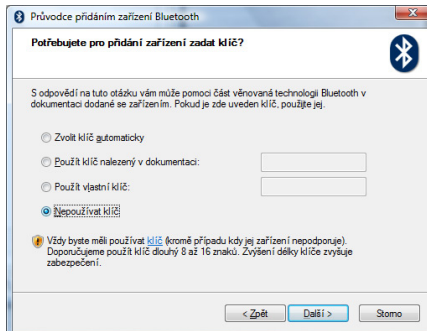 Průvodce přidáním zařízení Bluetooth
Potřebujete pro přidání zařízení zadat klíč?
S odpovědí na tuto otázku vám může pomoci část věnovaná technologii Bluetooth v
dokumentaci dodané se zařízením. Pokud je zde uveden klíč, použijte jej.
Zvolit klíč automaticky
Použít klíč nalezený v dokumentaci:
Použít vlastní klíč:
Nepoužívat klíč
Vždy byste měli používat klíč (kromě případu kdy jej zařízení nepodporuje).
Doporučujeme použít klíč dlouhý 8 až 16 znaků. Zvýšení délky klíče zvyšuje
zabezpečení.
< Zpět Další > Storno